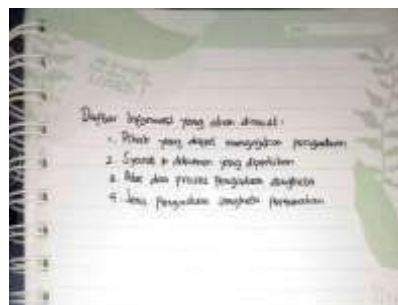 Daftar Informasi yang akan dimuat :
1. Pihak yang dapat mengajukan pengaduan
2. Syarat & dokumen yang diperlukan
3. Alur dan proses Pengaduan sengketa
4. Jenis pengaduan sengketa pertanahan